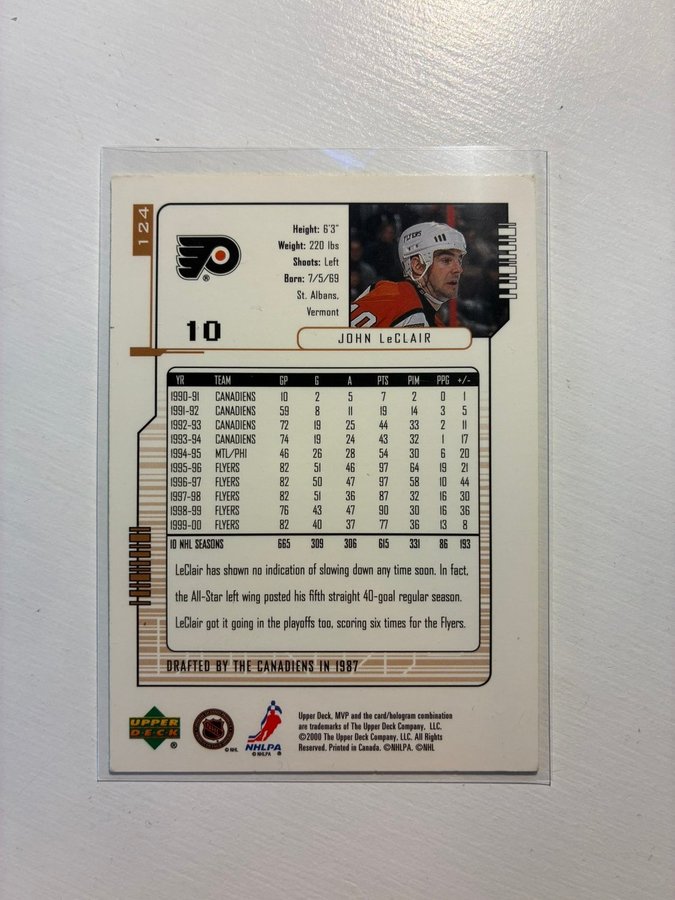 124
Height: 6'3"
Weight: 220 lbs
Shoots: Left
Born: 7/5/69
St. Albans,
Vermont
FLYERS
10
10
JOHN LeCLAIR
YR TEAM GP G A PTS PIM PPG +/-
1990-91 CANADIENS 10 2 5 7 2 0 1
1991-92 CANADIENS 59 8 11 19 14 3 5
1992-93 CANADIENS 72 19 25 44 33 2 11
1993-94 CANADIENS 74 19 24 43 32 1 17
1994-95 MTL/PHI 46 26 28 54 30 6 20
1995-96 FLYERS 82 51 46 97 64 19 21
1996-97 FLYERS 82 50 47 97 58 10 44
1997-98 FLYERS 82 51 36 87 32 16 30
1998-99 FLYERS 76 43 47 90 30 16 36
1999-00 FLYERS 82 40 37 77 36 13 8
10 NHL SEASONS 665 309 306 615 331 86 193
LeClair has shown no indication of slowing down any time soon. In fact,
the All-Star left wing posted his fifth straight 40-goal regular season.
LeClair got it going in the playoffs too, scoring six times for the Flyers.
DRAFTED BY THE CANADIENS IN 1987
UPPER
DECK
®
©NHL
NHLPA
©NHLPA ®
Upper Deck, MVP and the card/hologram combination
are trademarks of The Upper Deck Company, LLC.
©2000 The Upper Deck Company, LLC. All Rights
Reserved. Printed in Canada. ©NHLPA. ©NHL